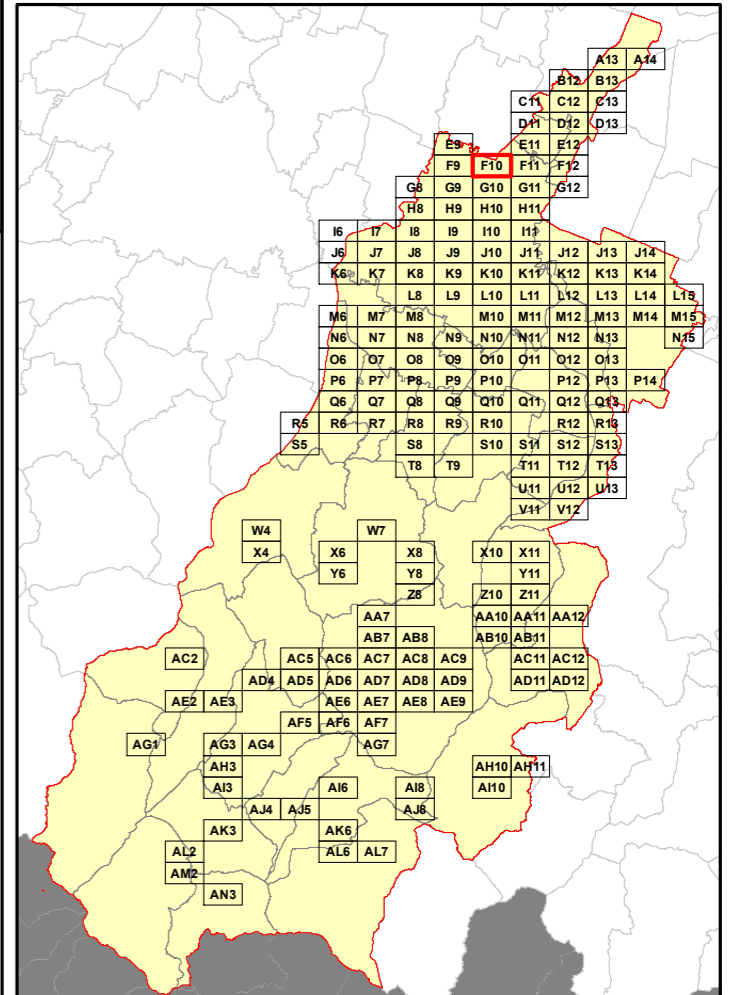 A13 A14
B12 B13
C11 C12 C13
D11 D12 D13
E9 E11 E12
F9 F10 F11 F12
G8 G9 G10 G11 G12
H8 H9 H10 H11
I6 I7 I8 I9 I10 I11
J6 J7 J8 J9 J10 J11 J12 J13 J14
K6 K7 K8 K9 K10 K11 K12 K13 K14
L8 L9 L10 L11 L12 L13 L14 L15
M6 M7 M8 M10 M11 M12 M13 M14 M15
N6 N7 N8 N9 N10 N11 N12 N13 N15
O6 O7 O8 O9 O10 O11 O12 O13
P6 P7 P8 P9 P10 P12 P13 P14
Q6 Q7 Q8 Q9 Q10 Q11 Q12 Q13
R5 R6 R7 R8 R9 R10 R12 R13
S5 S8 S10 S11 S12 S13
T8 T9 T11 T12 T13
U11 U12 U13
V11 V12
W4 W7
X4 X6 X8 X10 X11
Y6 Y8 Y11
Z8 Z10 Z11
AA7 AA10 AA11 AA12
AB7 AB8 AB10 AB11
AC2 AC5 AC6 AC7 AC8 AC9 AC11 AC12
AD4 AD5 AD6 AD7 AD8 AD9 AD11 AD12
AE2 AE3 AE6 AE7 AE8 AE9
AF5 AF6 AF7
AG1 AG3 AG4 AG7
AH3 AH10 AH11
AI3 AI6 AI8 AI10
AJ4 AJ5 AJ8
AK3 AK6
AL2 AL6 AL7
AM2
AN3